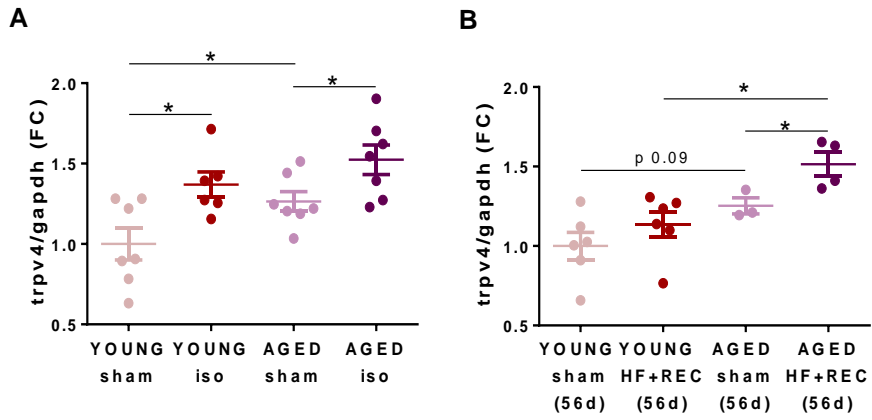 A
trpv4/gapdh (FC)
2.0
1.5
1.0
0.5
*
*
*
YOUNG sham
YOUNG iso
AGED sham
AGED iso
B
trpv4/gapdh (FC)
2.0
1.5
1.0
0.5
*
*
p 0.09
YOUNG sham (56d)
YOUNG HF+REC (56d)
AGED sham (56d)
AGED HF+REC (56d)